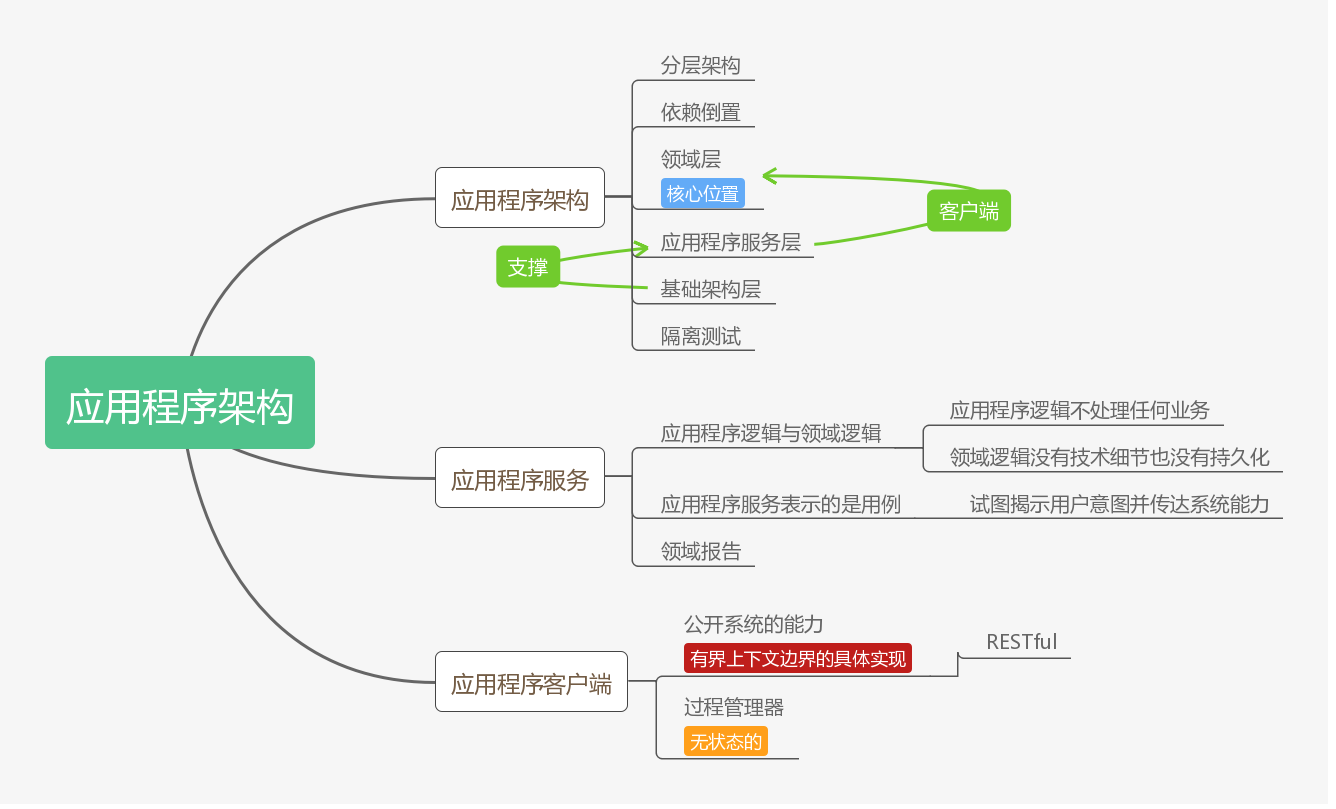 应用程序架构
应用程序架构
分层架构
依赖倒置
领域层
核心位置
客户端
应用程序服务层
支撑
基础架构层
隔离测试
应用程序服务
应用程序逻辑与领域逻辑
应用程序逻辑不处理任何业务
领域逻辑没有技术细节也没有持久化
应用程序服务表示的是用例
试图揭示用户意图并传达系统能力
领域报告
应用程序客户端
公开系统的能力
有界上下文边界的具体实现
RESTful
过程管理器
无状态的